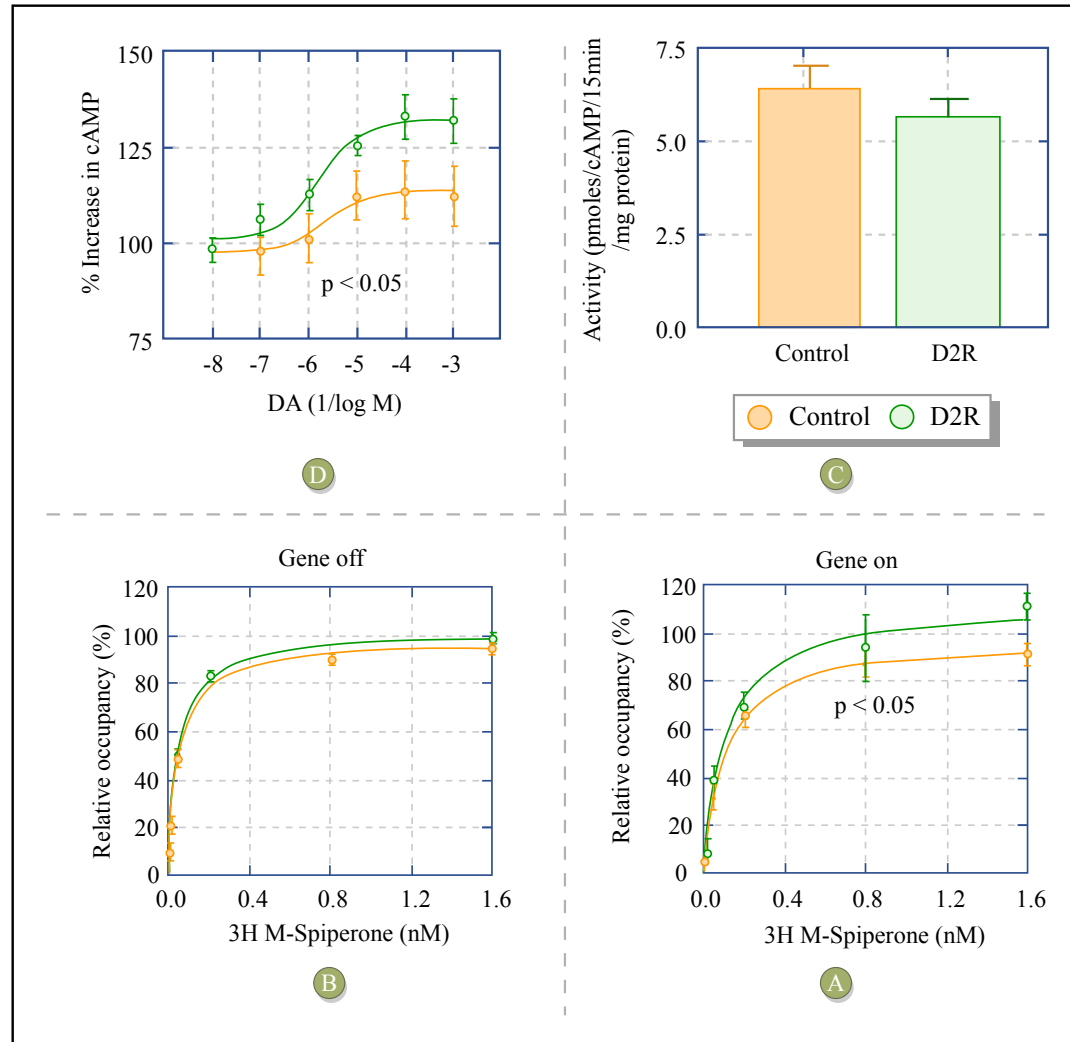 150
125
100
75
% Increase in cAMP
p < 0.05
-8 -7 -6 -5 -4 -3
DA (1/log M)
D
7.5
5.0
2.5
0.0
Activity (pmoles/cAMP/15min
/mg protein)
Control D2R
Control D2R
C
Gene off
120
100
80
60
40
20
0
Relative occupancy (%)
0.0 0.4 0.8 1.2 1.6
3H M-Spiperone (nM)
B
Gene on
120
100
80
60
40
20
0
Relative occupancy (%)
p < 0.05
0.0 0.4 0.8 1.2 1.6
3H M-Spiperone (nM)
A